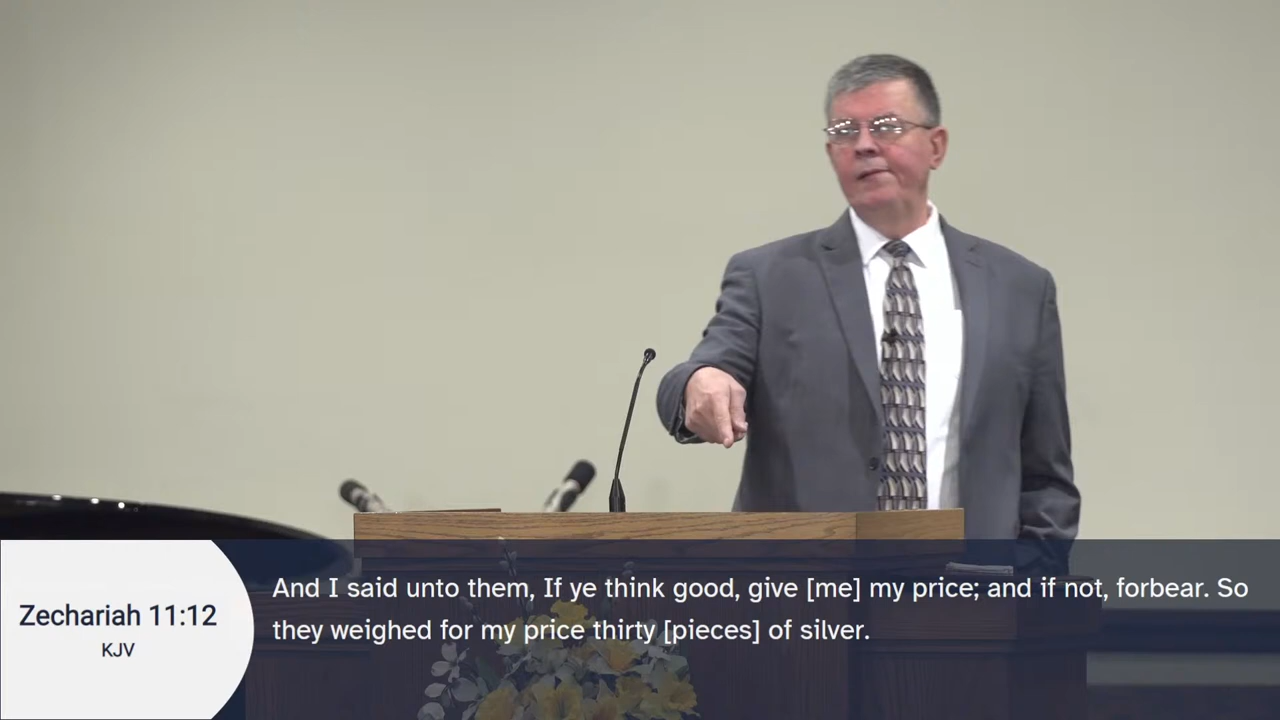 Zechariah 11:12
KJV
And I said unto them, If ye think good, give [me] my price; and if not, forbear. So
they weighed for my price thirty [pieces] of silver.